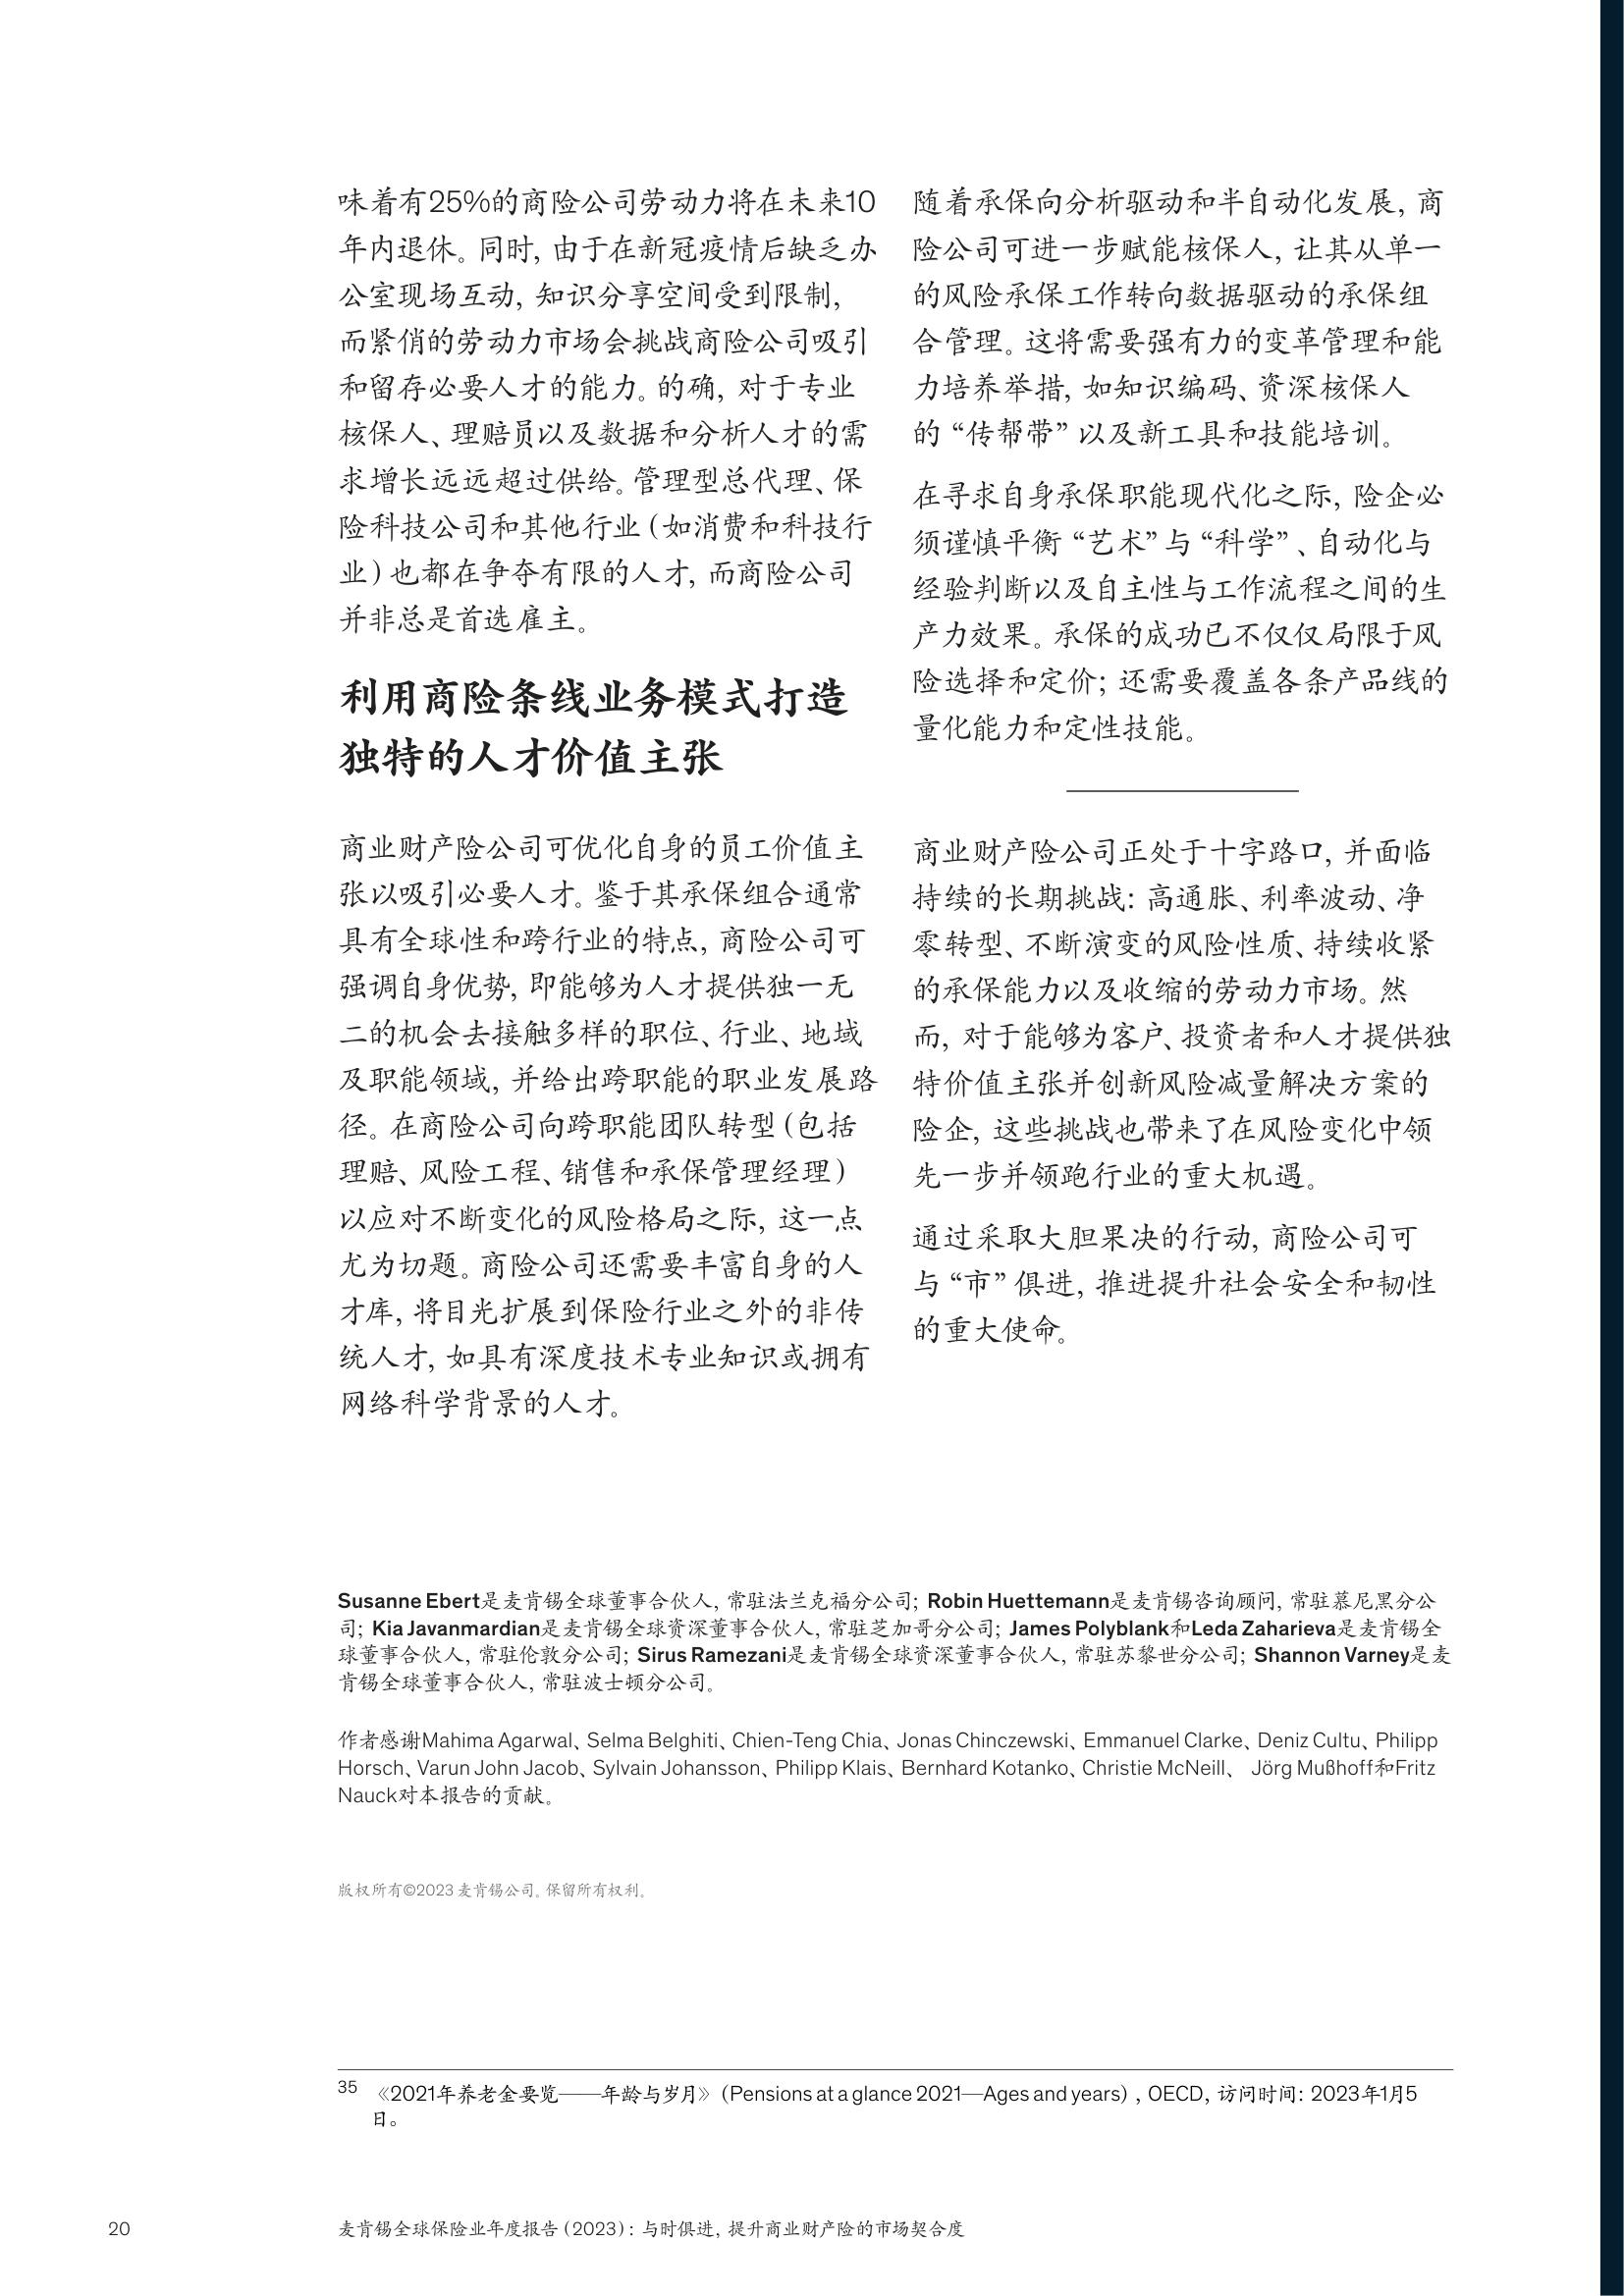 味着有25%的商险公司劳动力将在未来10
年内退休。同时, 由于在新冠疫情后缺乏办
公室现场互动, 知识分享空间受到限制,
而紧俏的劳动力市场会挑战商险公司吸引
和留存必要人才的能力。的确, 对于专业
核保人、理赔员以及数据和分析人才的需
求增长远远超过供给。管理型总代理、保
险科技公司和其他行业 (如消费和科技行
业) 也都在争夺有限的人才, 而商险公司
并非总是首选雇主。
利用商险条线业务模式打造
独特的人才价值主张
商业财产险公司可优化自身的员工价值主
张以吸引必要人才。鉴于其承保组合通常
具有全球性和跨行业的特点, 商险公司可
强调自身优势, 即能够为人才提供独一无
二的机会去接触多样的职位、行业、地域
及职能领域, 并给出跨职能的职业发展路
径。在商险公司向跨职能团队转型 (包括
理赔、风险工程、销售和承保管理经理)
以应对不断变化的风险格局之际, 这一点
尤为切题。商险公司还需要丰富自身的人
才库, 将目光扩展到保险行业之外的非传
统人才, 如具有深度技术专业知识或拥有
网络科学背景的人才。
随着承保向分析驱动和半自动化发展, 商
险公司可进一步赋能核保人, 让其从单一
的风险承保工作转向数据驱动的承保组
合管理。这将需要强有力的变革管理和能
力培养举措, 如知识编码、资深核保人
的 “传帮带” 以及新工具和技能培训。
在寻求自身承保职能现代化之际, 险企必
须谨慎平衡 “艺术” 与 “科学” 、自动化与
经验判断以及自主性与工作流程之间的生
产力效果。承保的成功已不仅仅局限于风
险选择和定价; 还需要覆盖各条产品线的
量化能力和定性技能。
商业财产险公司正处于十字路口, 并面临
持续的长期挑战: 高通胀、利率波动、净
零转型、不断演变的风险性质、持续收紧
的承保能力以及收缩的劳动力市场。然
而, 对于能够为客户、投资者和人才提供独
特价值主张并创新风险减量解决方案的
险企, 这些挑战也带来了在风险变化中领
先一步并领跑行业的重大机遇。
通过采取大胆果决的行动, 商险公司可
与 “市” 俱进, 推进提升社会安全和韧性
的重大使命。
Susanne Ebert是麦肯锡全球董事合伙人, 常驻法兰克福分公司; Robin Huettemann是麦肯锡咨询顾问, 常驻慕尼黑分公
司; Kia Javanmardian是麦肯锡全球资深董事合伙人, 常驻芝加哥分公司; James Polyblank和Leda Zaharieva是麦肯锡全
球董事合伙人, 常驻伦敦分公司; Sirus Ramezani是麦肯锡全球资深董事合伙人, 常驻苏黎世分公司; Shannon Varney是麦
肯锡全球董事合伙人, 常驻波士顿分公司。
作者感谢Mahima Agarwal、Selma Belghiti、Chien-Teng Chia、Jonas Chinczewski、Emmanuel Clarke、Deniz Cultu、Philipp
Horsch、Varun John Jacob、Sylvain Johansson、Philipp Klais、Bernhard Kotanko、Christie McNeill、 Jörg Mußhoff和Fritz
Nauck对本报告的贡献。
版权所有©2023 麦肯锡公司。保留所有权利。
35 《2021年养老金要览——年龄与岁月》 (Pensions at a glance 2021—Ages and years) , OECD, 访问时间: 2023年1月5
日。
20 麦肯锡全球保险业年度报告 (2023) : 与时俱进, 提升商业财产险的市场契合度